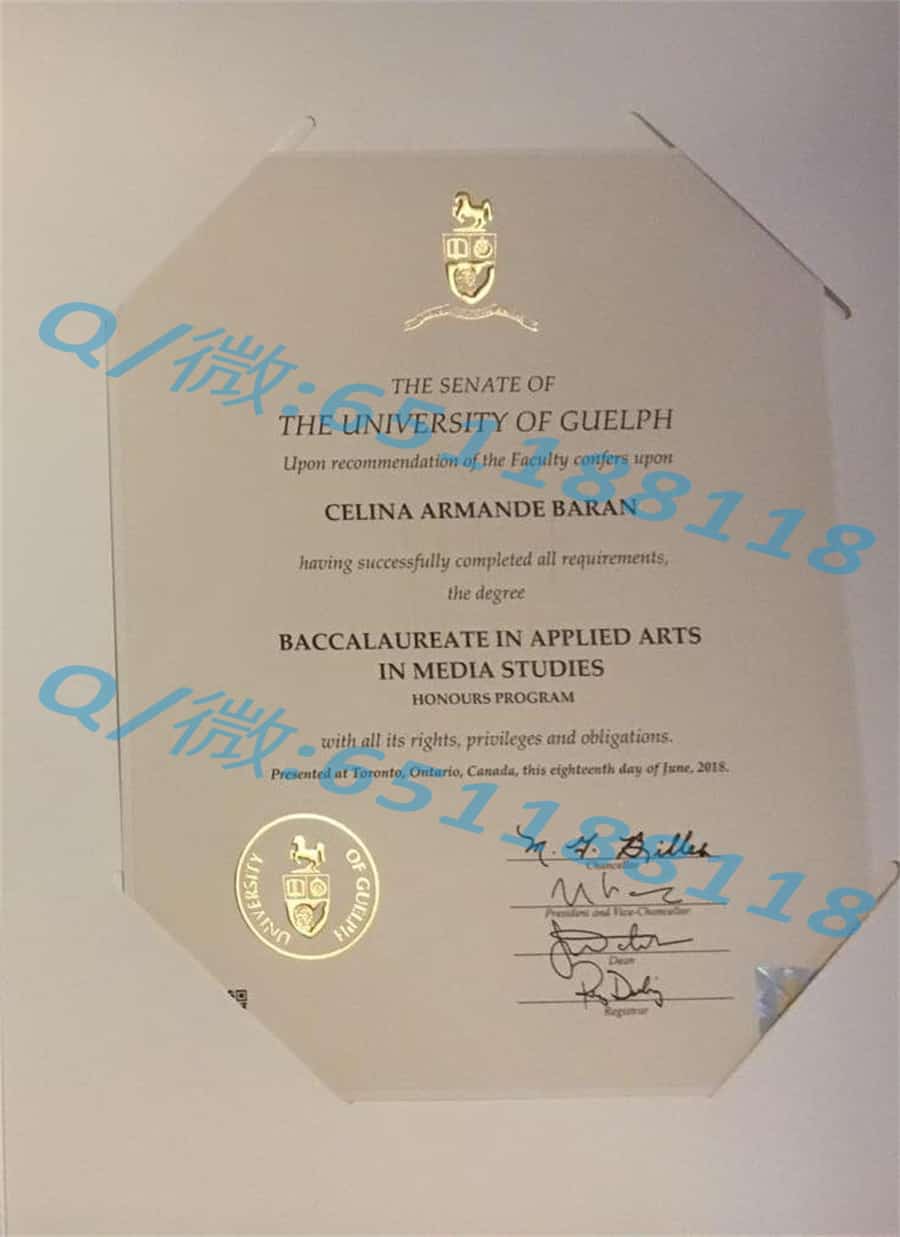 THE SENATE OF
THE UNIVERSITY OF GUELPH
Upon recommendation of the Faculty confers upon
CELINA ARMANDE BARAN
having successfully completed all requirements,
the degree
BACCALAUREATE IN APPLIED ARTS
IN MEDIA STUDIES
HONOURS PROGRAM
with all its rights, privileges and obligations.
Presented at Toronto, Ontario, Canada, this eighteenth day of June, 2018.
Chancellor
President and Vice-Chancellor
Dean
Registrar
UNIVERSITY OF GUELPH
Q/微:651188118
Q/微:651188118